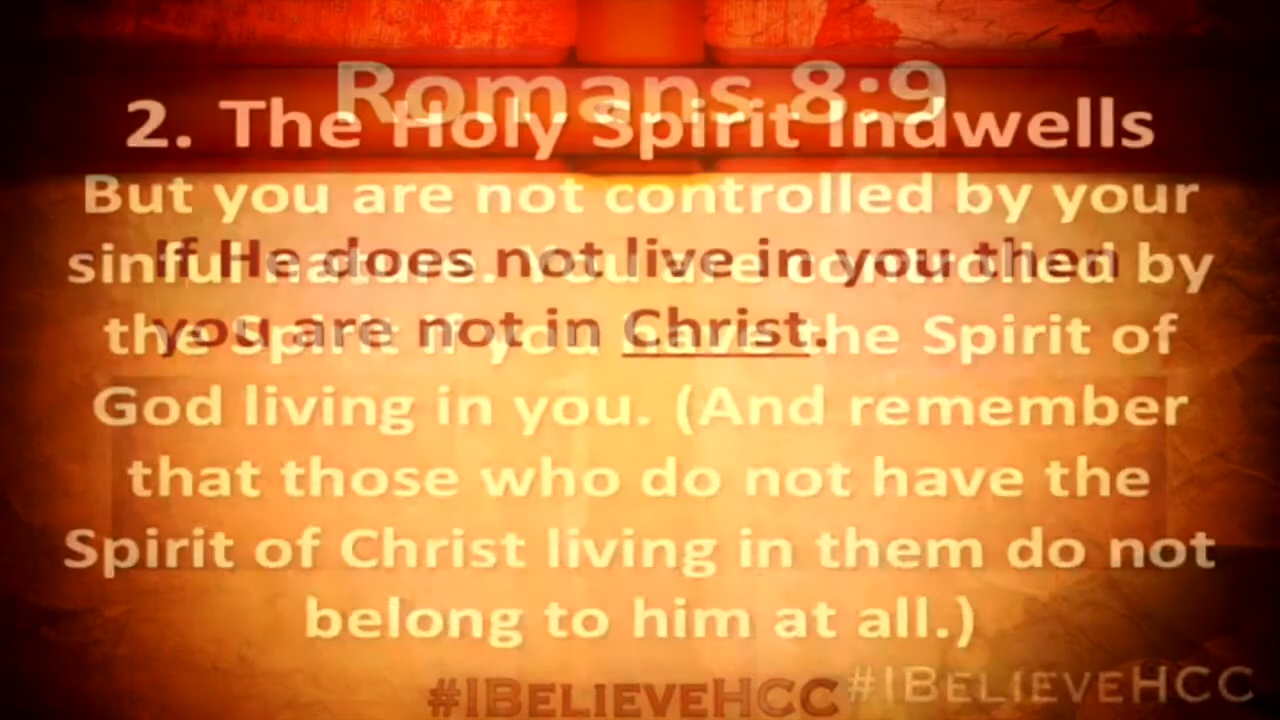 Romans 8:9
2. The Holy Spirit Indwells
But you are not controlled by your
sinful nature. You are controlled by
the Spirit if you have the Spirit of
God living in you. (And remember
that those who do not have the
Spirit of Christ living in them do not
belong to him at all.)
If He does not live in you then
you are not in Christ.
#IBELIEVEHCC
#IBELIEVEHCC